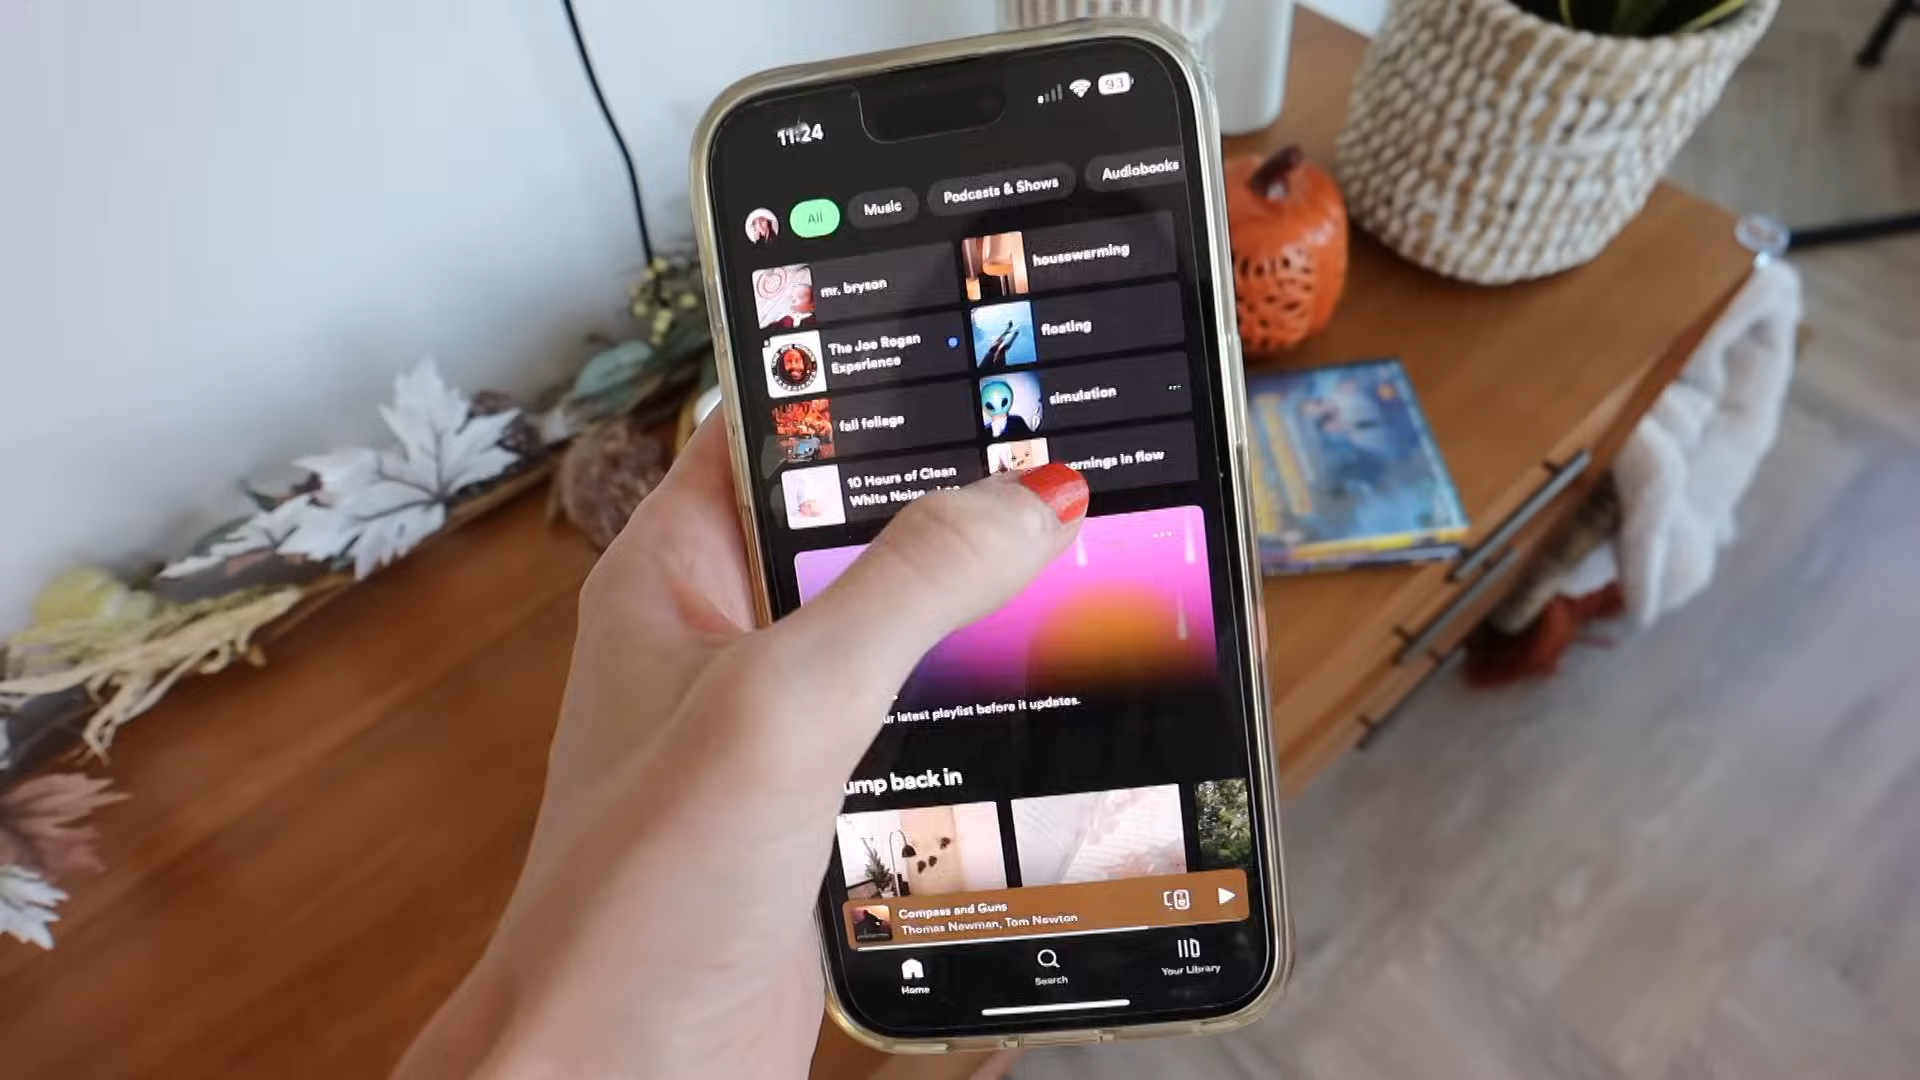 11:24
93
All
Music
Podcasts & Shows
Audiobooks
mr. bryson
housewarming
The Joe Rogan
Experience
floating
fall foliage
simulation
10 Hours of Clean
White Noise
ornings in flow
ur latest playlist before it updates.
ump back in
Compass and Guns
Thomas Newman, Tom Newton
Home
Search
Your Library